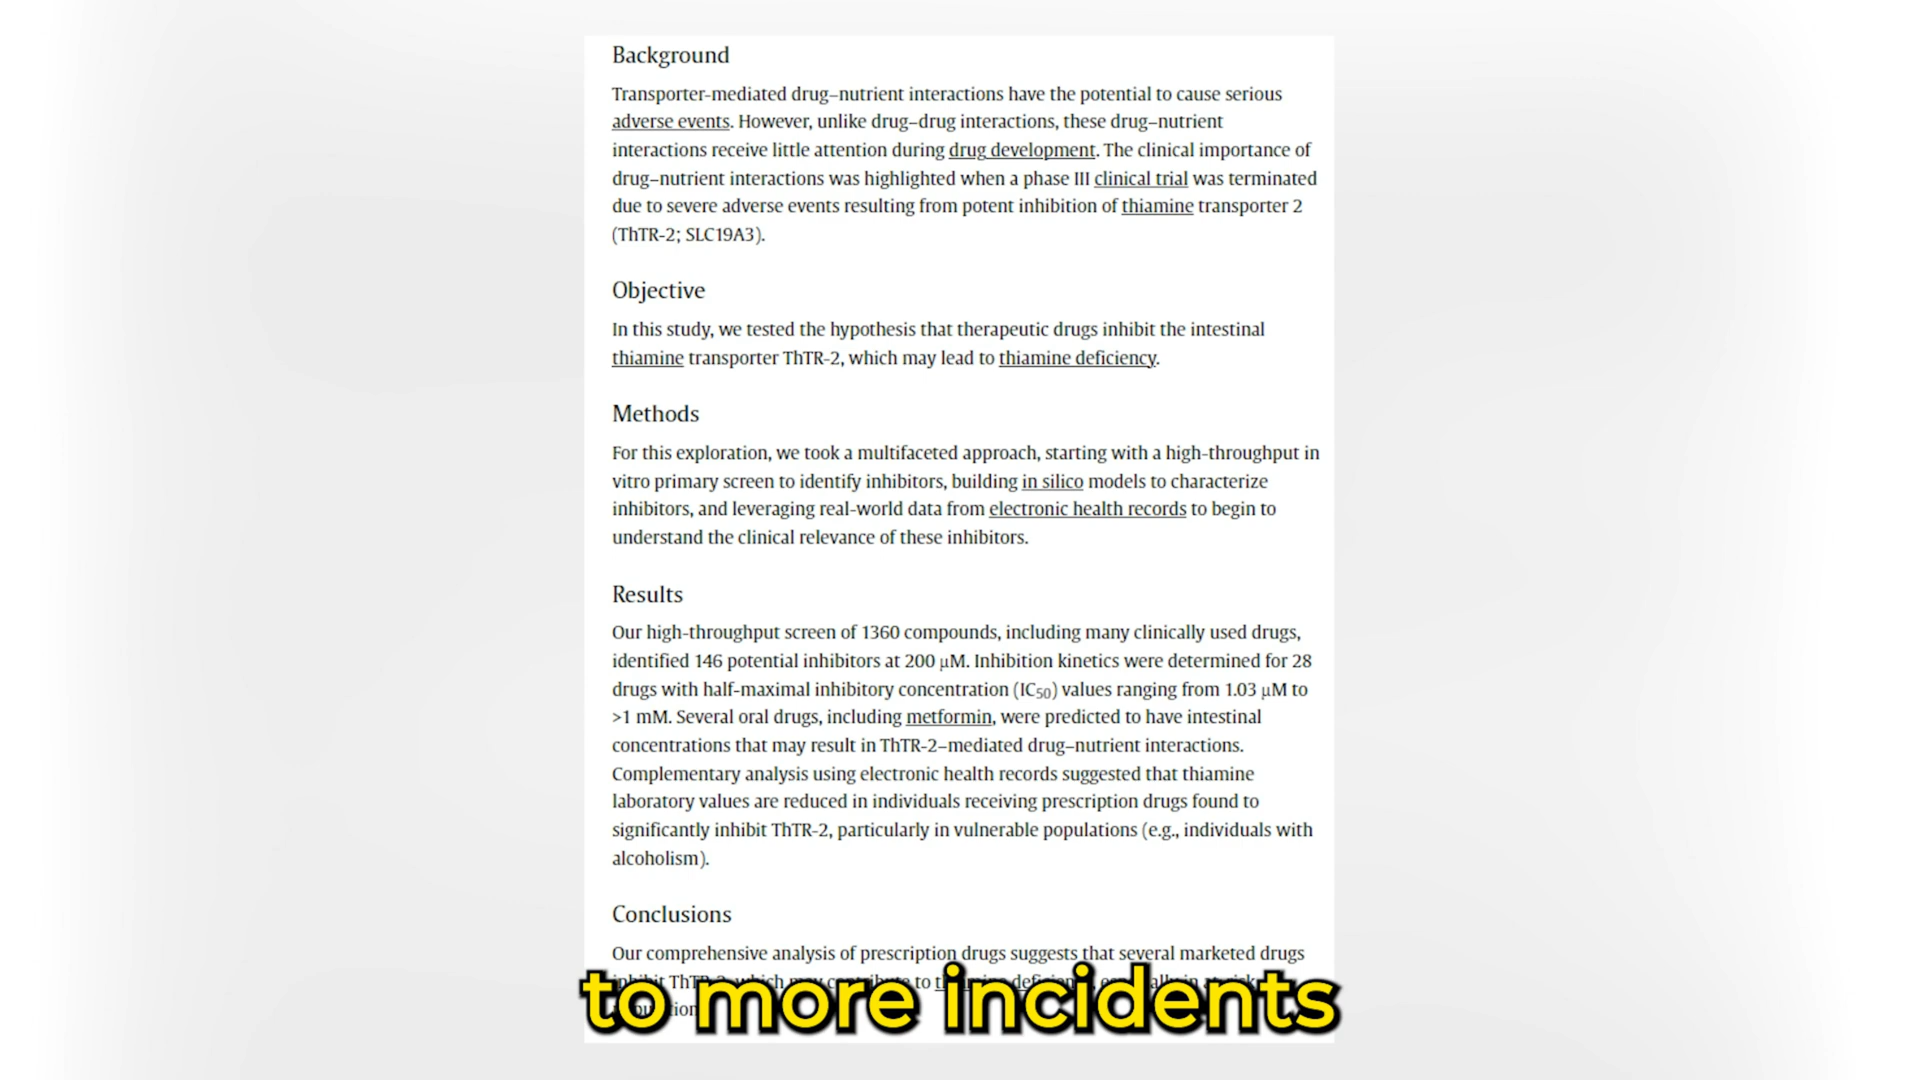 Background
Transporter-mediated drug–nutrient interactions have the potential to cause serious
adverse events. However, unlike drug–drug interactions, these drug–nutrient
interactions receive little attention during drug development. The clinical importance of
drug–nutrient interactions was highlighted when a phase III clinical trial was terminated
due to severe adverse events resulting from potent inhibition of thiamine transporter 2
(ThTR-2; SLC19A3).
Objective
In this study, we tested the hypothesis that therapeutic drugs inhibit the intestinal
thiamine transporter ThTR-2, which may lead to thiamine deficiency.
Methods
For this exploration, we took a multifaceted approach, starting with a high-throughput in
vitro primary screen to identify inhibitors, building in silico models to characterize
inhibitors, and leveraging real-world data from electronic health records to begin to
understand the clinical relevance of these inhibitors.
Results
Our high-throughput screen of 1360 compounds, including many clinically used drugs,
identified 146 potential inhibitors at 200 μM. Inhibition kinetics were determined for 28
drugs with half-maximal inhibitory concentration (IC50) values ranging from 1.03 μM to
>1 mM. Several oral drugs, including metformin, were predicted to have intestinal
concentrations that may result in ThTR-2–mediated drug–nutrient interactions.
Complementary analysis using electronic health records suggested that thiamine
laboratory values are reduced in individuals receiving prescription drugs found to
significantly inhibit ThTR-2, particularly in vulnerable populations (e.g., individuals with
alcoholism).
Conclusions
Our comprehensive analysis of prescription drugs suggests that several marketed drugs
to more incidents